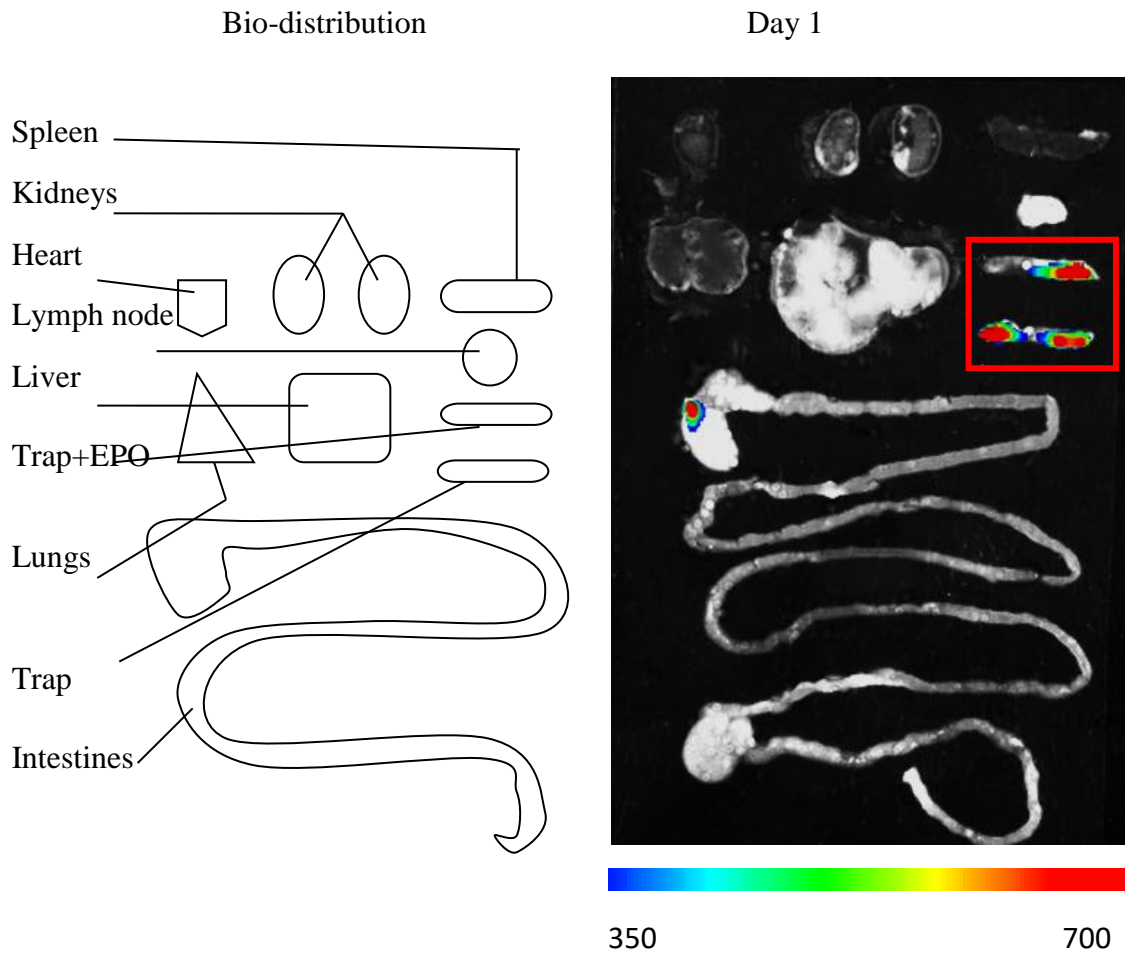 Bio-distribution
Day 1
Spleen
Kidneys
Heart
Lymph node
Liver
Trap+EPO
Lungs
Trap
Intestines
350
700